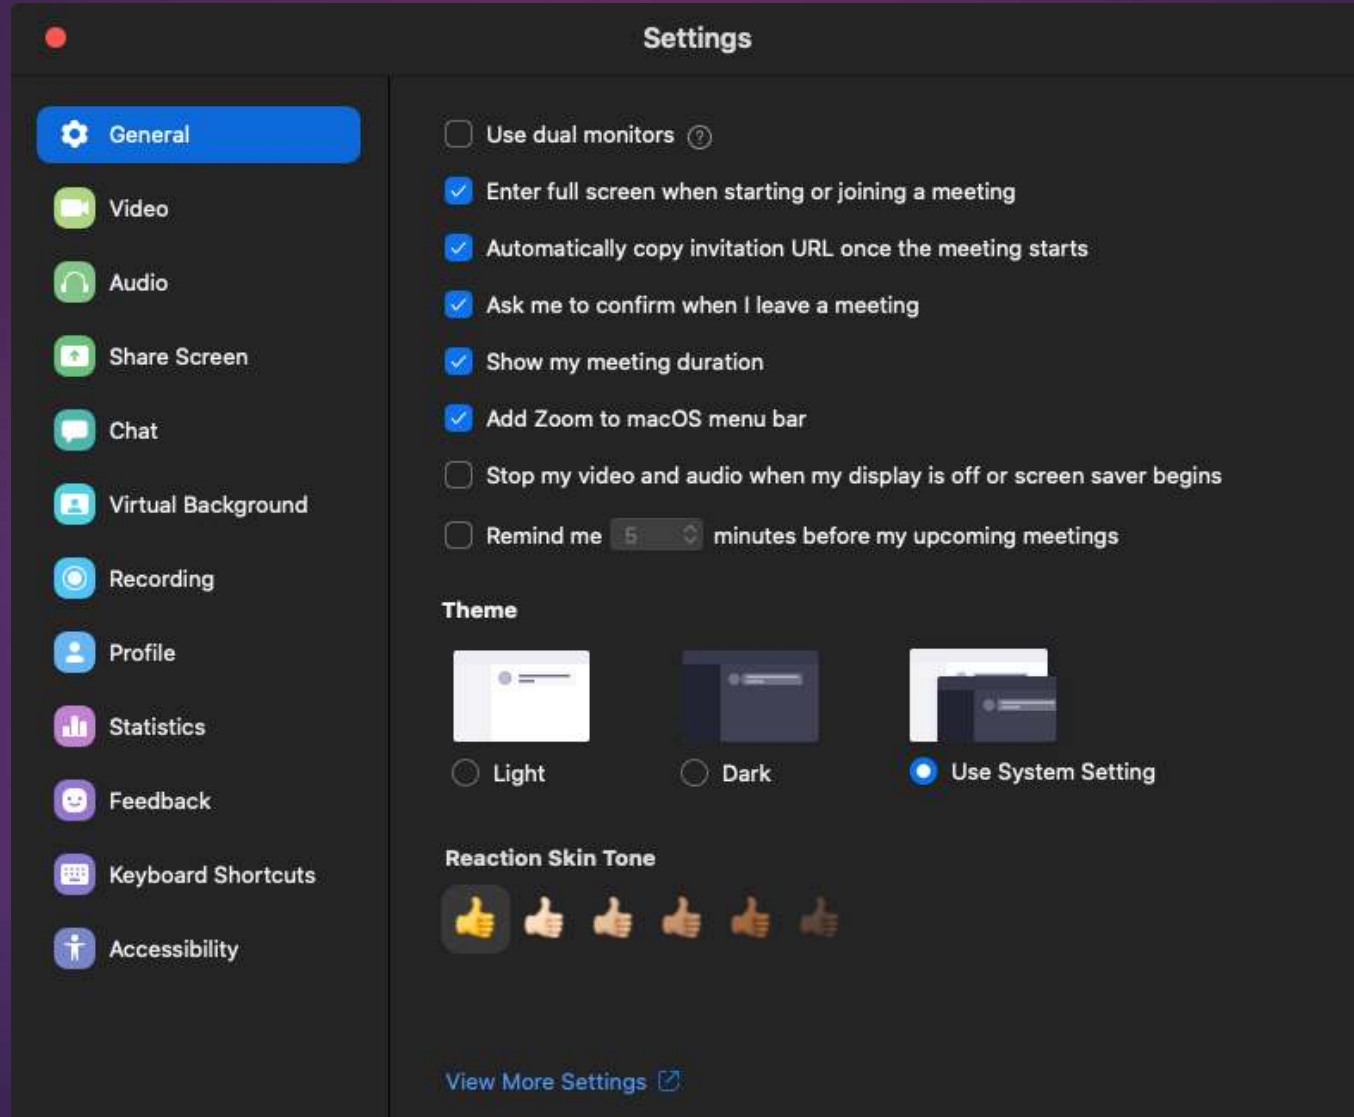 Settings
General
Video
Audio
Share Screen
Chat
Virtual Background
Recording
Profile
Statistics
Feedback
Keyboard Shortcuts
Accessibility
Use dual monitors ?
Enter full screen when starting or joining a meeting
Automatically copy invitation URL once the meeting starts
Ask me to confirm when I leave a meeting
Show my meeting duration
Add Zoom to macOS menu bar
Stop my video and audio when my display is off or screen saver begins
Remind me 5 minutes before my upcoming meetings
Theme
Light
Dark
Use System Setting
Reaction Skin Tone
View More Settings